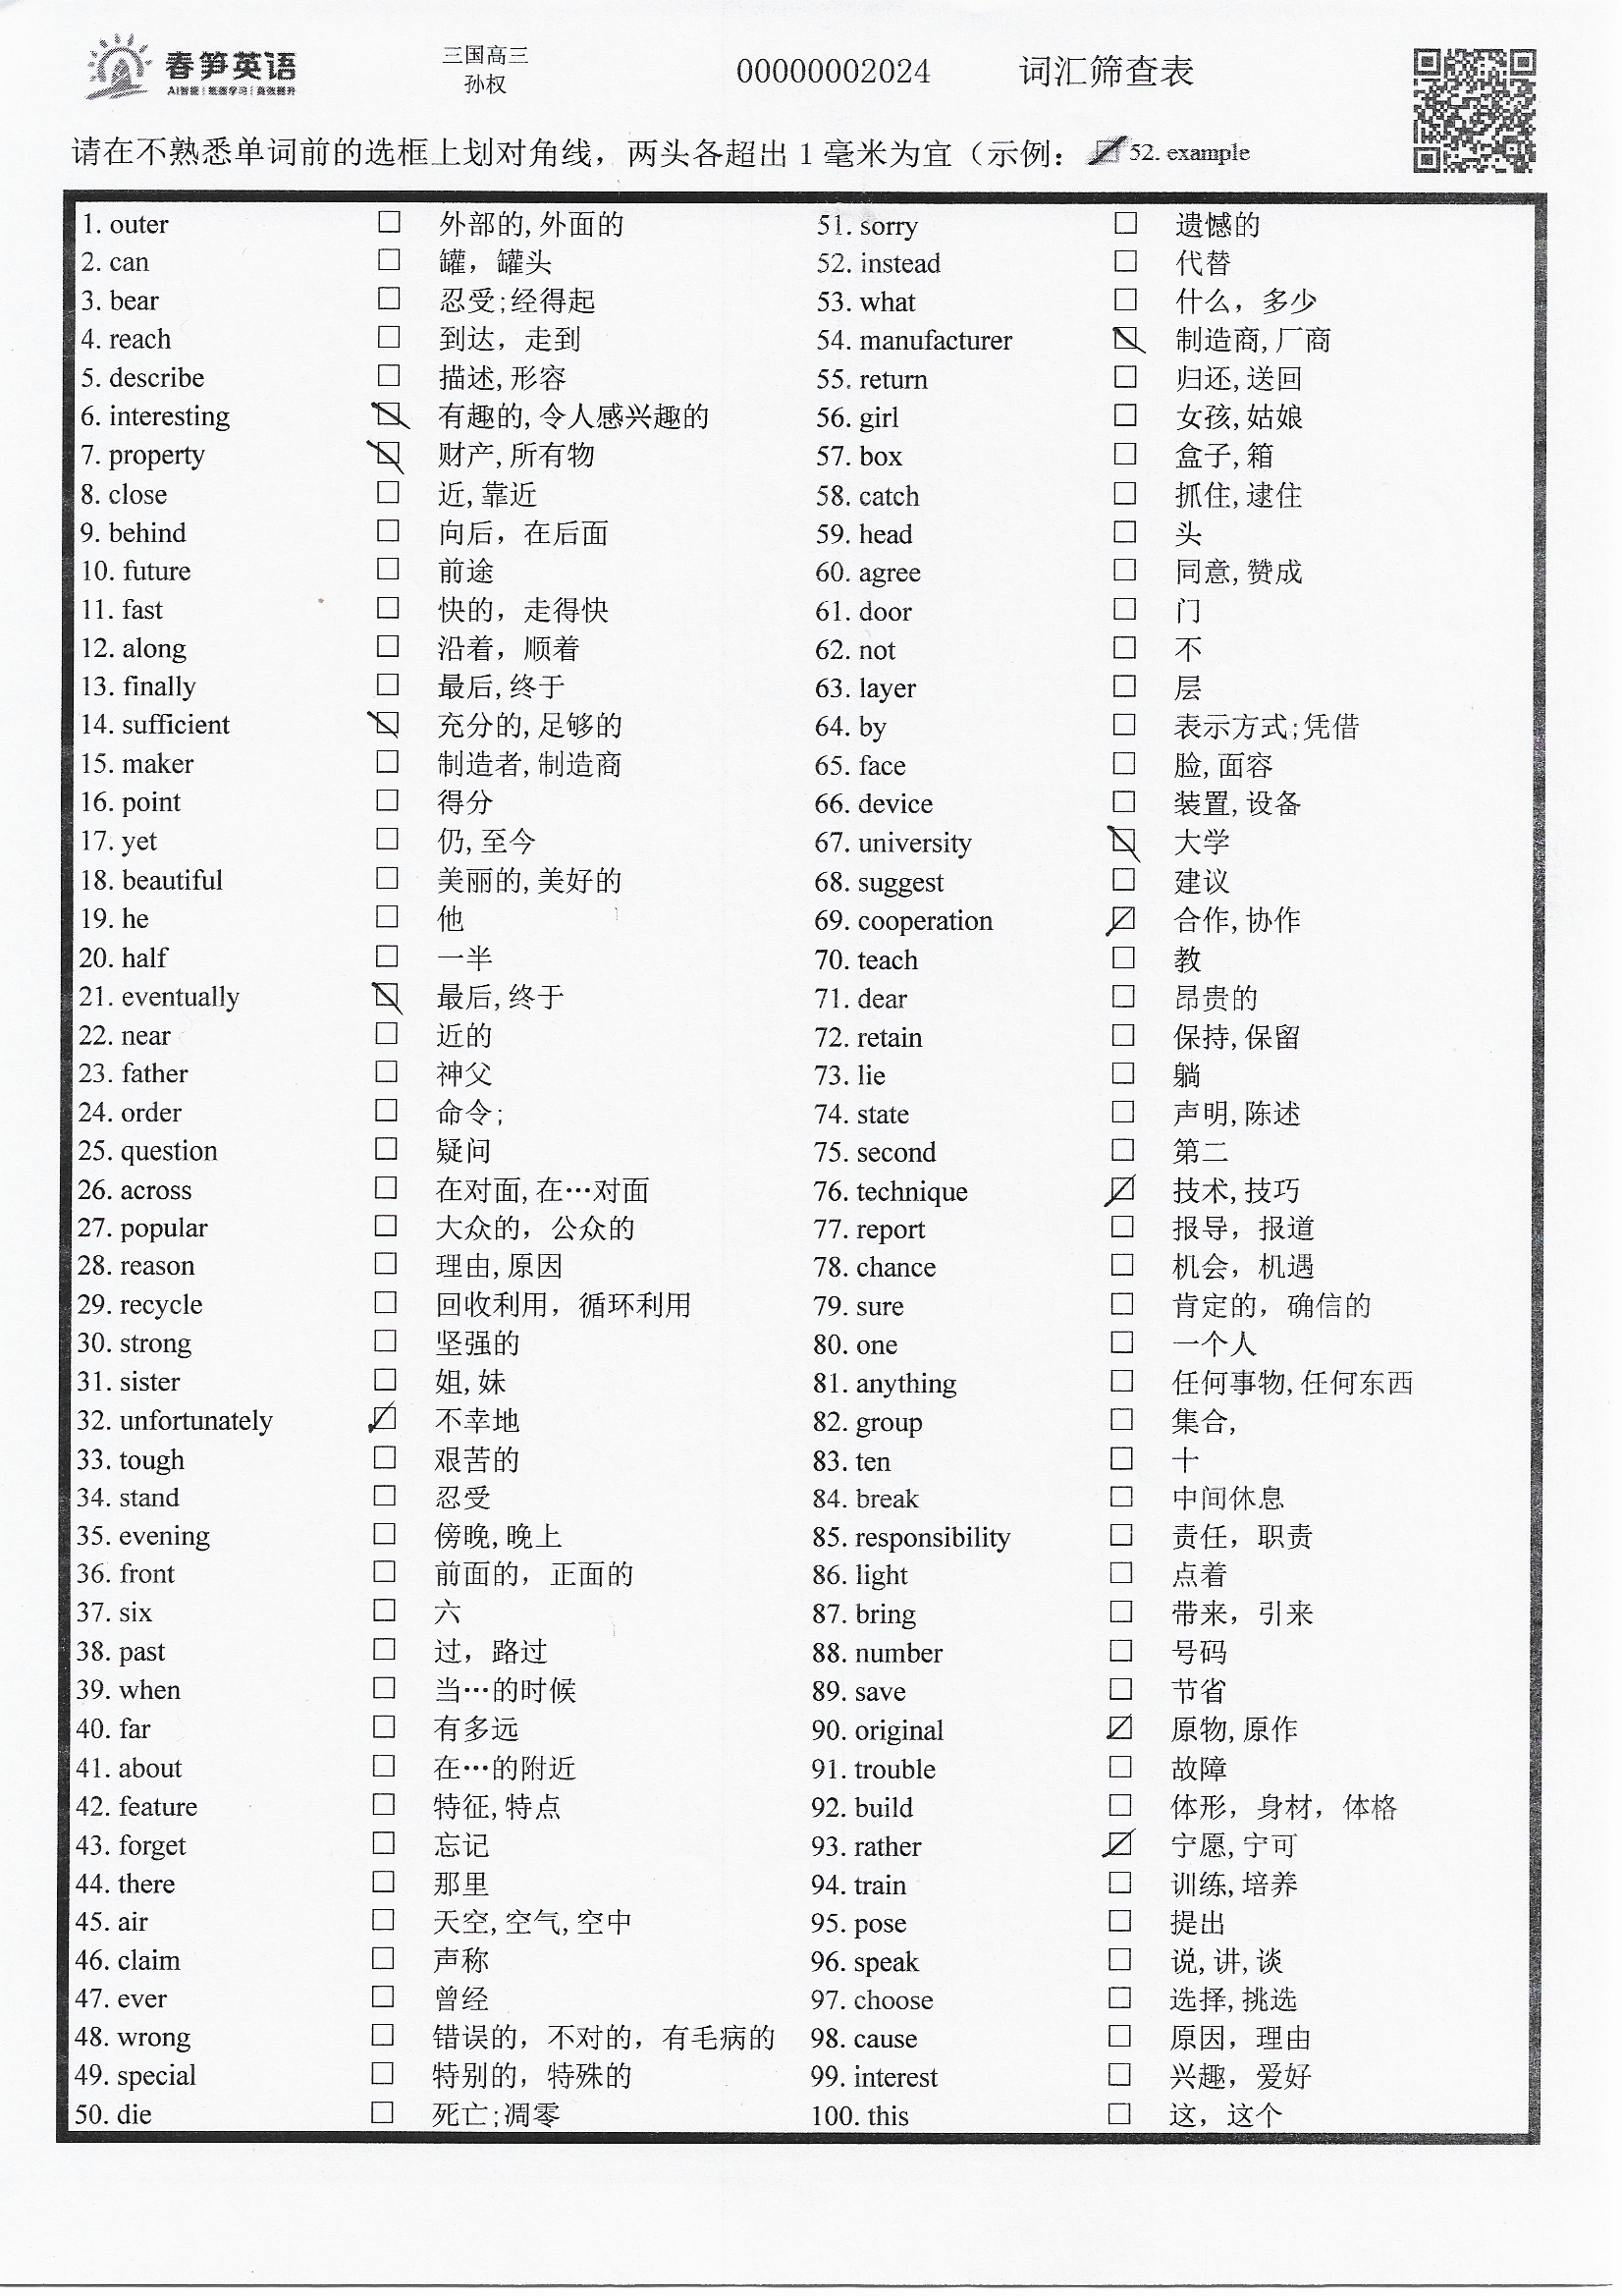 春笋英语
AI智能|纸练学习|高效提升
三国高三
孙权
00000002024
词汇筛查表
请在不熟悉单词前的选框上划对角线，两头各超出 1 毫米为宜（示例： 52. example
1. outer 外部的, 外面的
2. can 罐，罐头
3. bear 忍受;经得起
4. reach 到达，走到
5. describe 描述, 形容
6. interesting 有趣的, 令人感兴趣的
7. property 财产, 所有物
8. close 近, 靠近
9. behind 向后，在后面
10. future 前途
11. fast 快的，走得快
12. along 沿着，顺着
13. finally 最后, 终于
14. sufficient 充分的, 足够的
15. maker 制造者, 制造商
16. point 得分
17. yet 仍, 至今
18. beautiful 美丽的, 美好的
19. he 他
20. half 一半
21. eventually 最后, 终于
22. near 近的
23. father 神父
24. order 命令;
25. question 疑问
26. across 在对面, 在…对面
27. popular 大众的，公众的
28. reason 理由, 原因
29. recycle 回收利用，循环利用
30. strong 坚强的
31. sister 姐, 妹
32. unfortunately 不幸地
33. tough 艰苦的
34. stand 忍受
35. evening 傍晚, 晚上
36. front 前面的，正面的
37. six 六
38. past 过，路过
39. when 当…的时候
40. far 有多远
41. about 在…的附近
42. feature 特征, 特点
43. forget 忘记
44. there 那里
45. air 天空, 空气, 空中
46. claim 声称
47. ever 曾经
48. wrong 错误的，不对的，有毛病的
49. special 特别的，特殊的
50. die 死亡;凋零
51. sorry 遗憾的
52. instead 代替
53. what 什么，多少
54. manufacturer 制造商, 厂商
55. return 归还, 送回
56. girl 女孩, 姑娘
57. box 盒子, 箱
58. catch 抓住, 逮住
59. head 头
60. agree 同意, 赞成
61. door 门
62. not 不
63. layer 层
64. by 表示方式;凭借
65. face 脸, 面容
66. device 装置, 设备
67. university 大学
68. suggest 建议
69. cooperation 合作, 协作
70. teach 教
71. dear 昂贵的
72. retain 保持, 保留
73. lie 躺
74. state 声明, 陈述
75. second 第二
76. technique 技术, 技巧
77. report 报导，报道
78. chance 机会，机遇
79. sure 肯定的，确信的
80. one 一个人
81. anything 任何事物, 任何东西
82. group 集合,
83. ten 十
84. break 中间休息
85. responsibility 责任，职责
86. light 点着
87. bring 带来，引来
88. number 号码
89. save 节省
90. original 原物, 原作
91. trouble 故障
92. build 体形，身材，体格
93. rather 宁愿, 宁可
94. train 训练, 培养
95. pose 提出
96. speak 说, 讲, 谈
97. choose 选择, 挑选
98. cause 原因，理由
99. interest 兴趣，爱好
100. this 这，这个